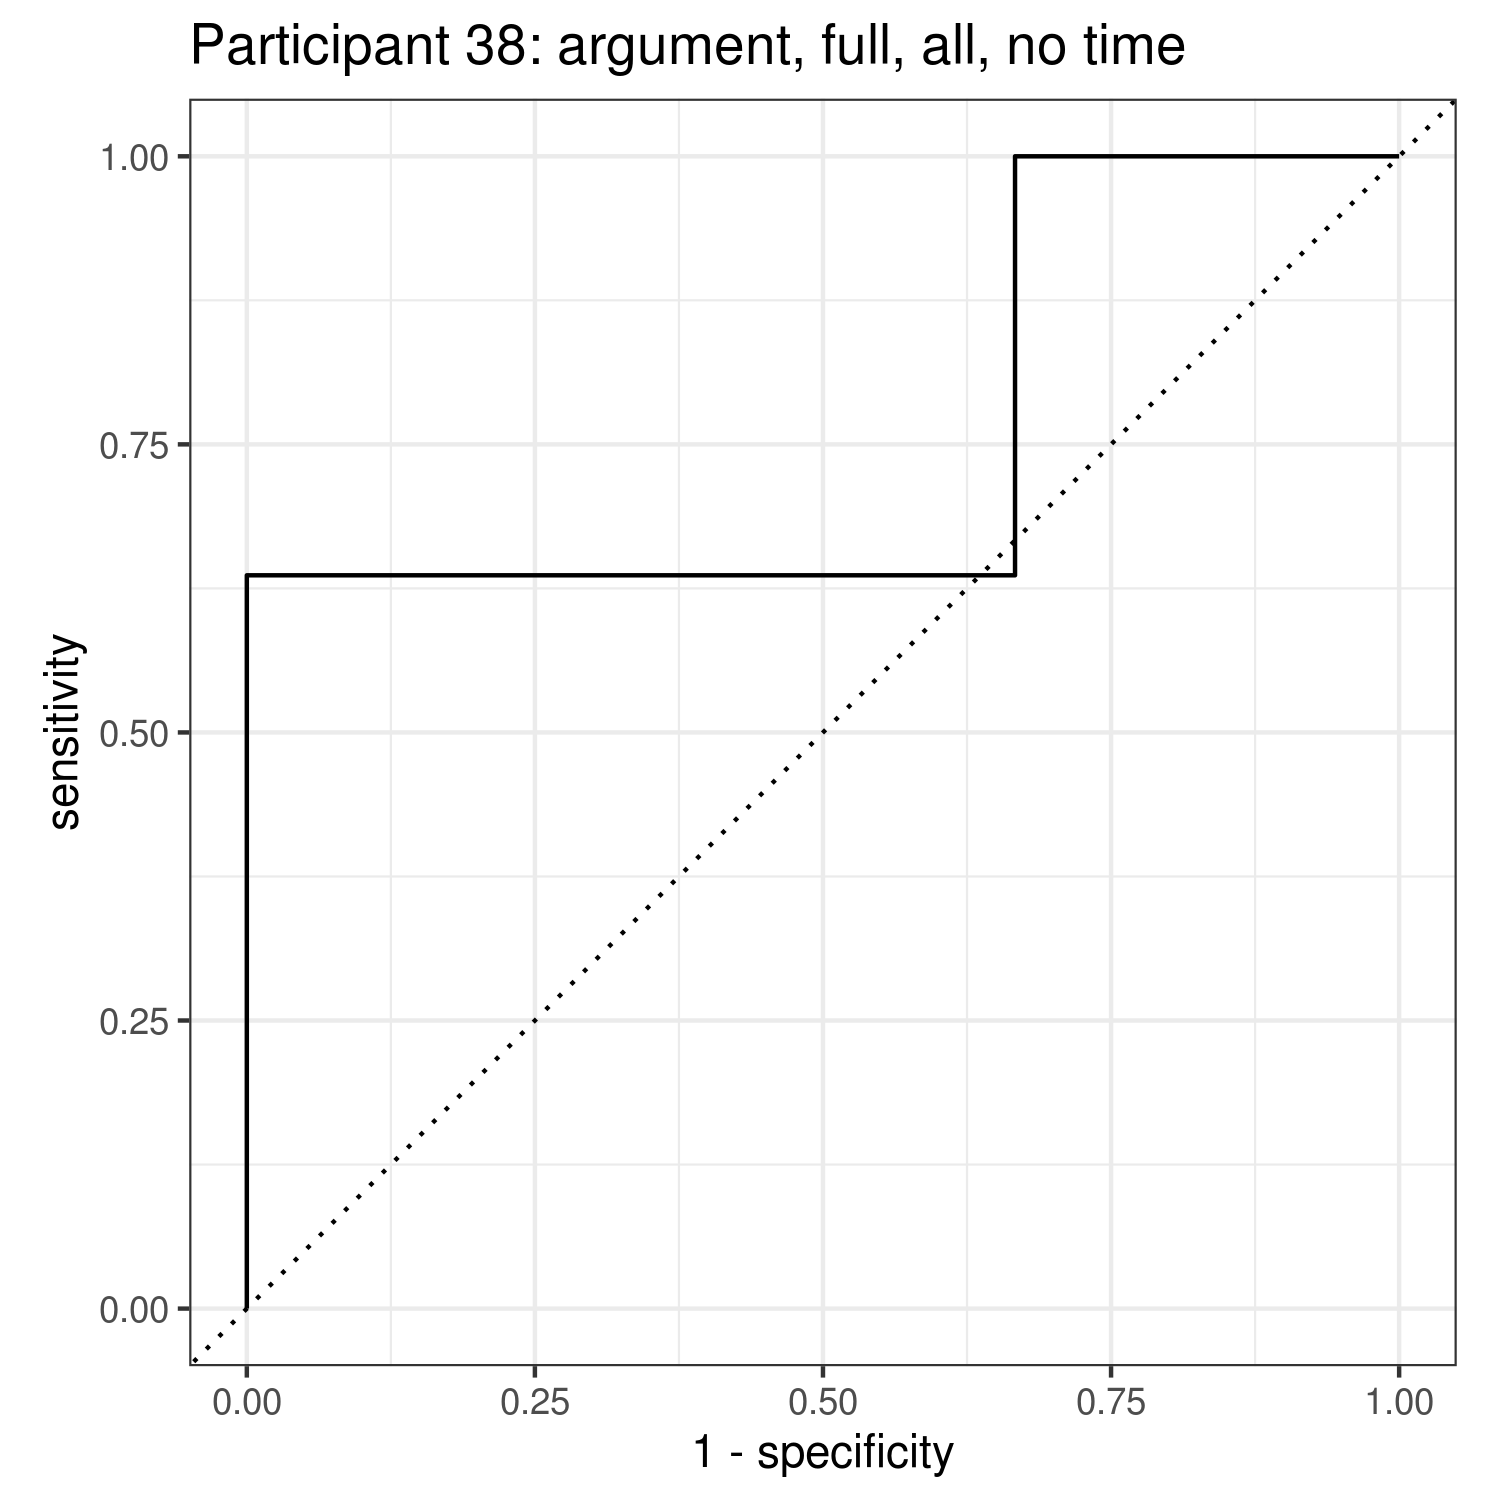 Participant 38: argument, full, all, no time
1.00
0.75
0.50
0.25
0.00
sensitivity
0.00 0.25 0.50 0.75 1.00
1 - specificity